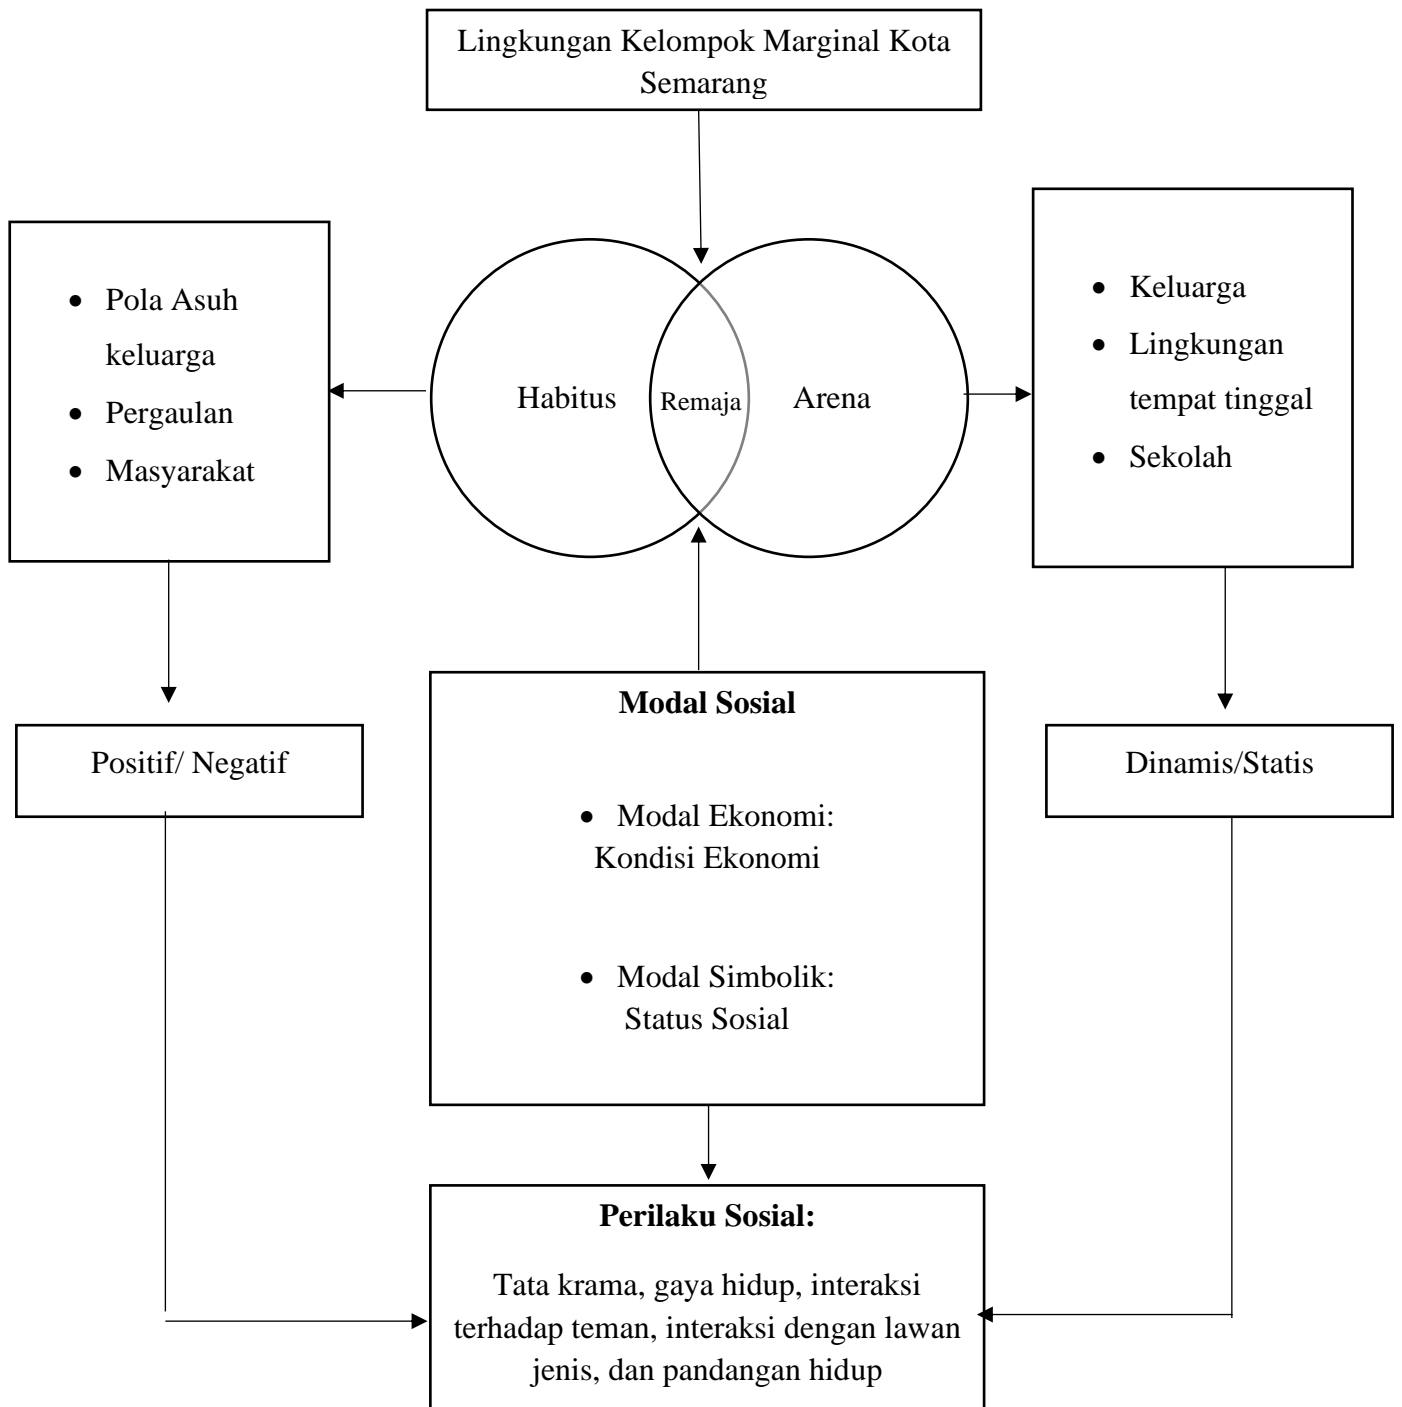 Lingkungan Kelompok Marginal Kota
Semarang
• Pola Asuh
keluarga
• Pergaulan
• Masyarakat
Habitus
Remaja
Arena
• Keluarga
• Lingkungan
tempat tinggal
• Sekolah
Positif/ Negatif
Modal Sosial
• Modal Ekonomi:
Kondisi Ekonomi
• Modal Simbolik:
Status Sosial
Dinamis/Statis
Perilaku Sosial:
Tata krama, gaya hidup, interaksi
terhadap teman, interaksi dengan lawan
jenis, dan pandangan hidup